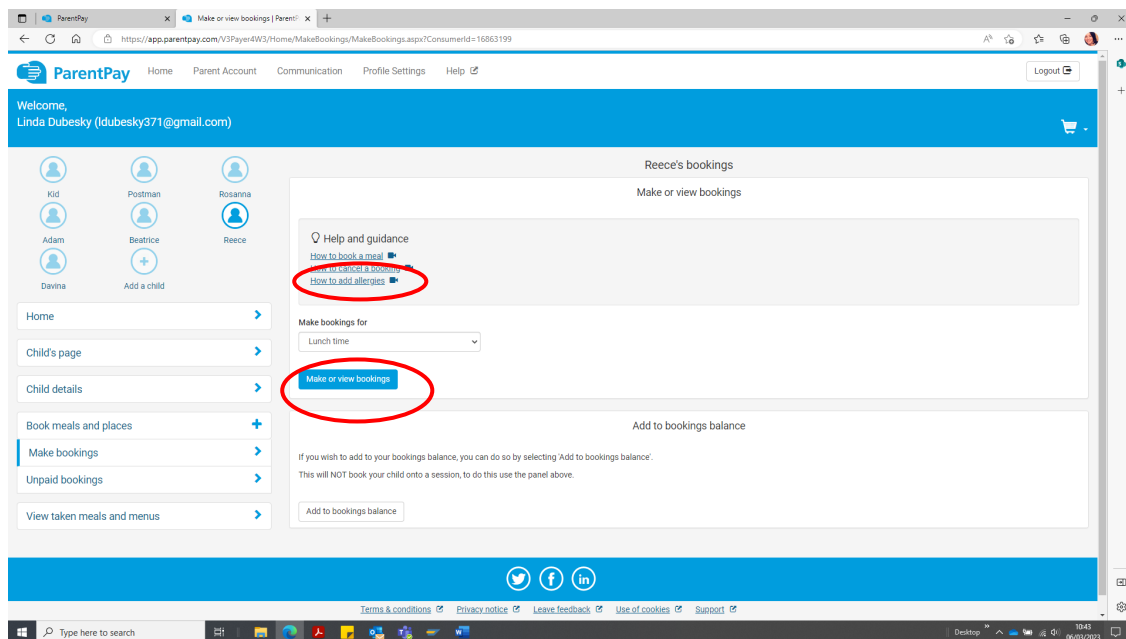 ParentPay
Make or view bookings | ParentP
https://app.parentpay.com/V3Payer4W3/Home/MakeBookings/MakeBookings.aspx?ConsumerId=16863199
ParentPay Home Parent Account Communication Profile Settings Help
Logout
Welcome,
Linda Dubesky (ldubesky371@gmail.com)
Kid Postman Rosanna
Adam Beatrice Reece
Davina Add a child
Home
Child's page
Child details
Book meals and places
Make bookings
Unpaid bookings
View taken meals and menus
Reece's bookings
Make or view bookings
Help and guidance
How to book a meal
How to cancel a booking
How to add allergies
Make bookings for
Lunch time
Make or view bookings
Add to bookings balance
If you wish to add to your bookings balance, you can do so by selecting 'Add to bookings balance'.
This will NOT book your child onto a session, to do this use the panel above.
Add to bookings balance
Terms & conditions Privacy notice Leave feedback Use of cookies Support
Type here to search
Desktop
10:43
06/03/2023